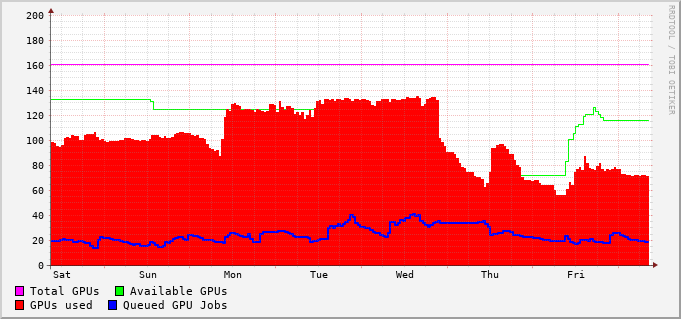 200
180
160
140
120
100
80
60
40
20
0
Sat Sun Mon Tue Wed Thu Fri
Total GPUs Available GPUs
GPUs used Queued GPU Jobs
RRDTOOL / TOBI OETIKER